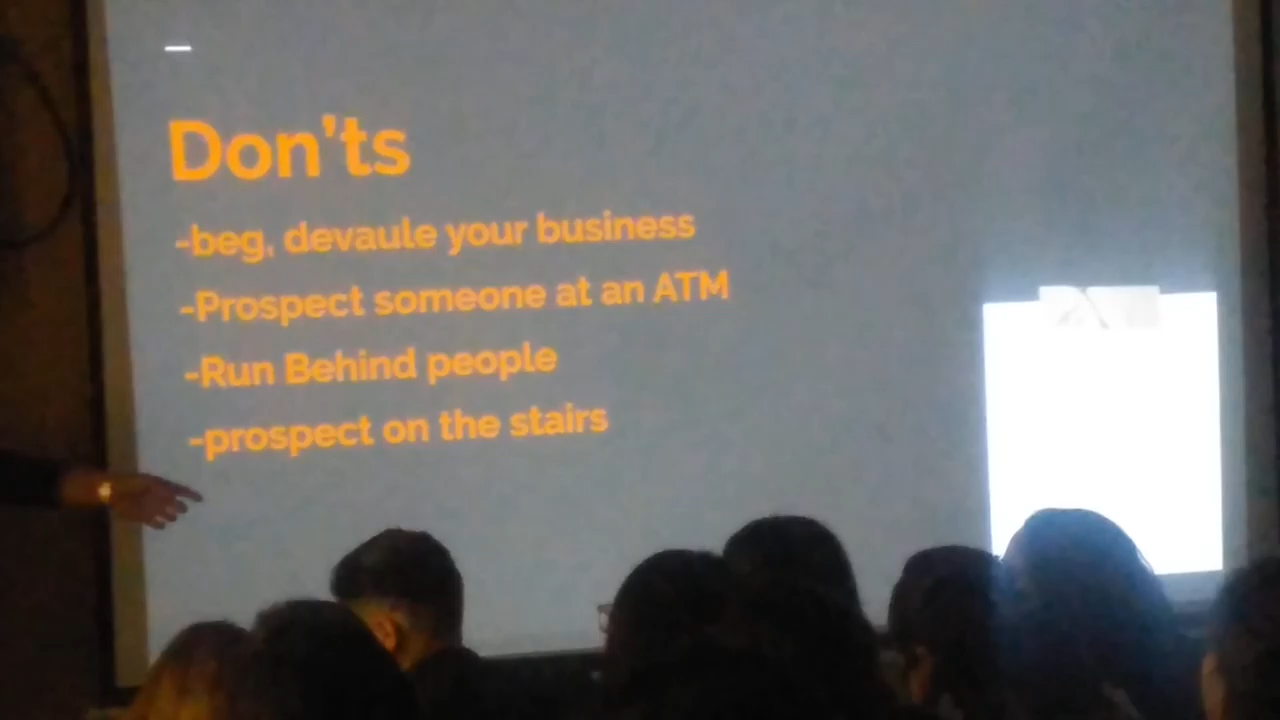 Don'ts
-beg, devaule your business
-Prospect someone at an ATM
-Run Behind people
-prospect on the stairs